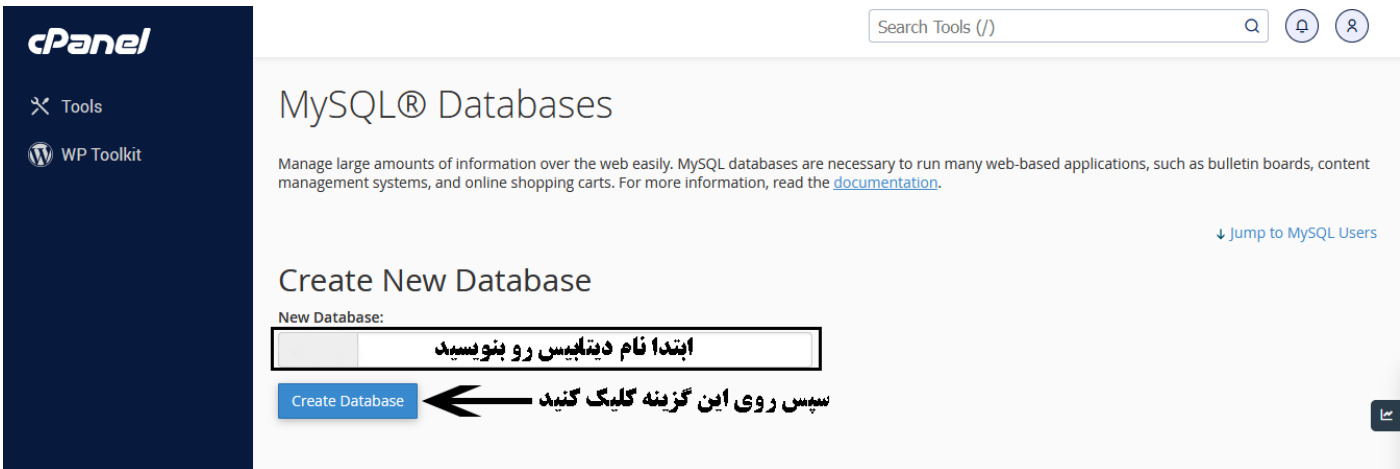 cPanel
Search Tools (/)
Tools
WP Toolkit
MySQL® Databases
Manage large amounts of information over the web easily. MySQL databases are necessary to run many web-based applications, such as bulletin boards, content
management systems, and online shopping carts. For more information, read the documentation.
↓ Jump to MySQL Users
Create New Database
New Database:
ابتدا نام دیتابیس رو بنویسید
Create Database
سپس روی این گزینه کلیک کنید